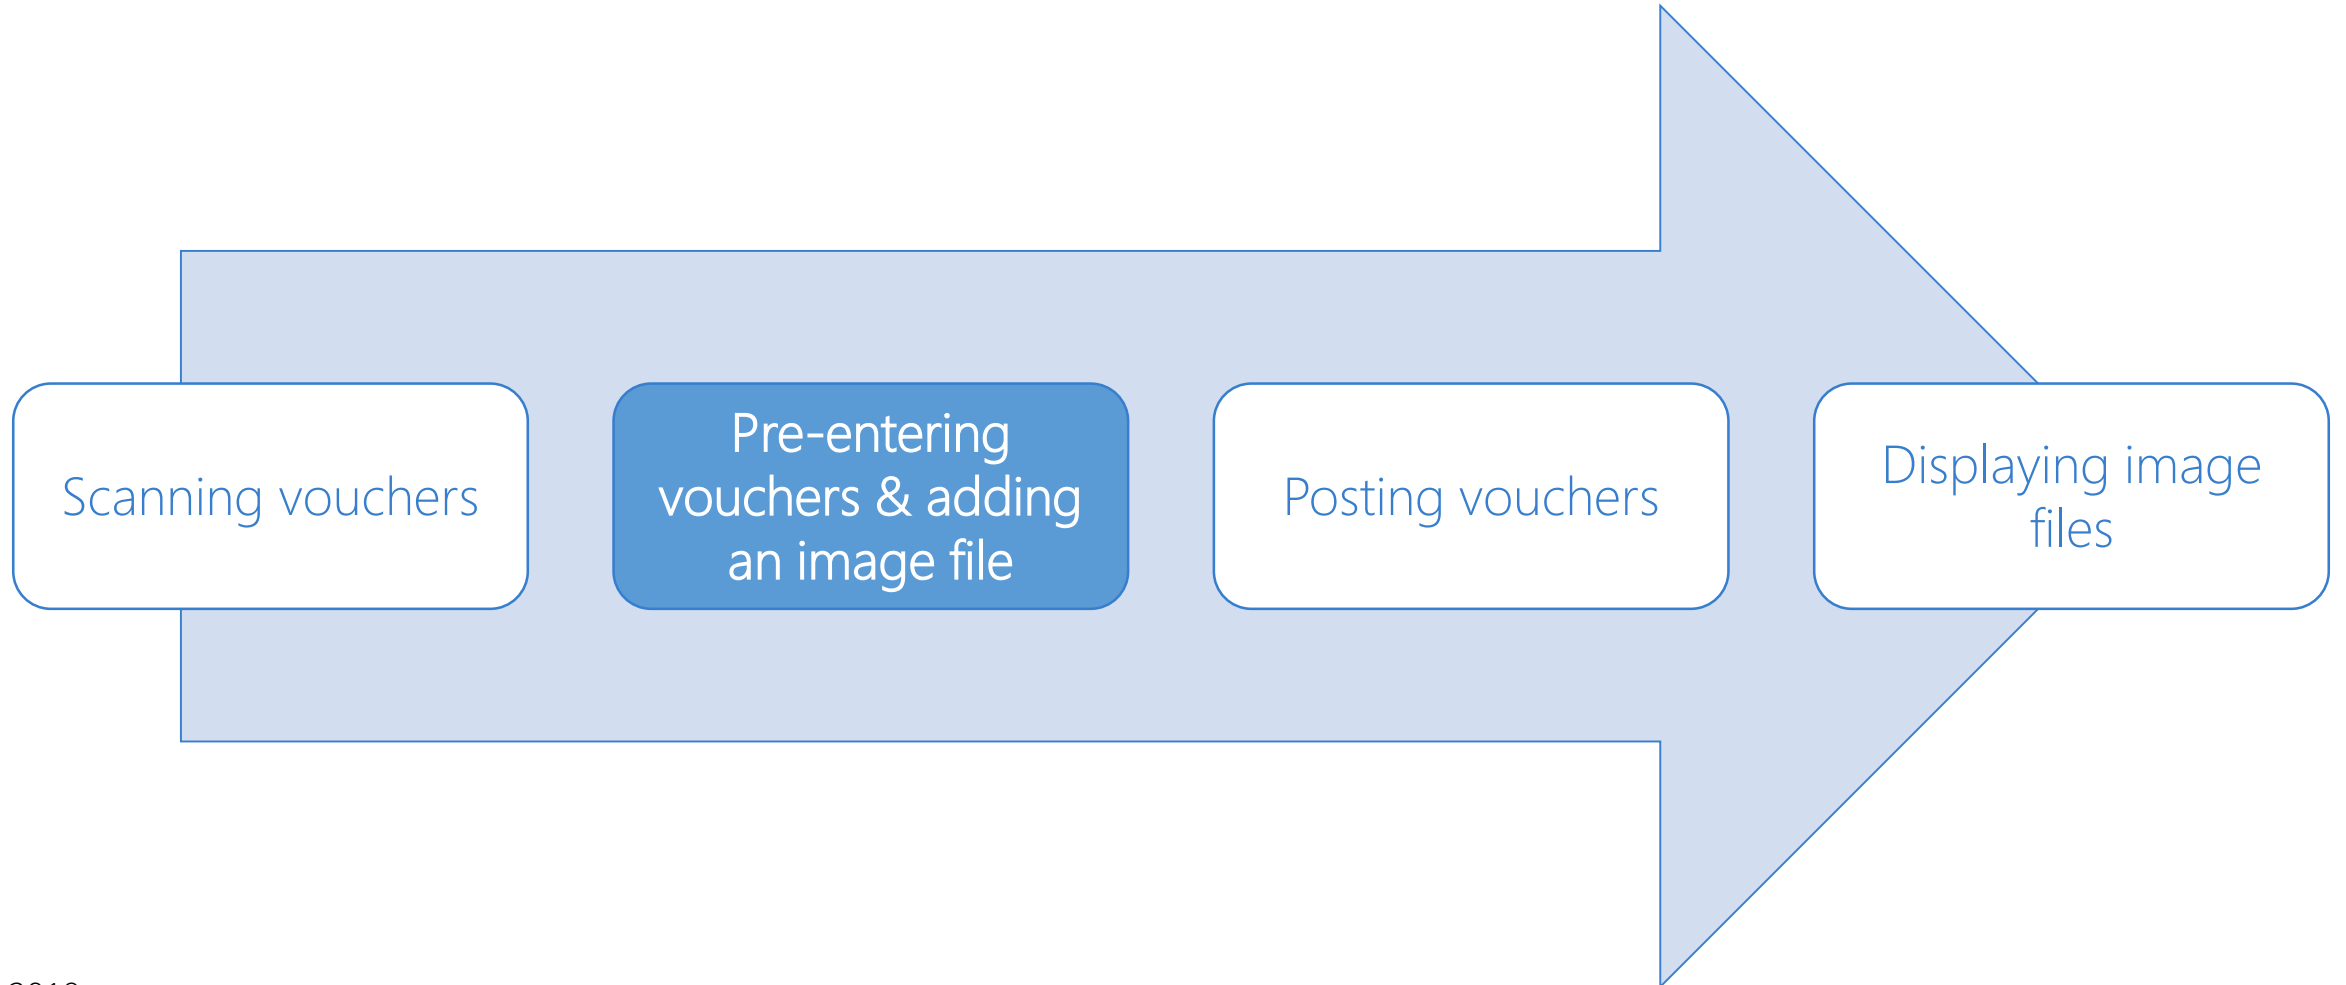 Scanning vouchers
Pre-entering
vouchers & adding
an image file
Posting vouchers
Displaying image
files